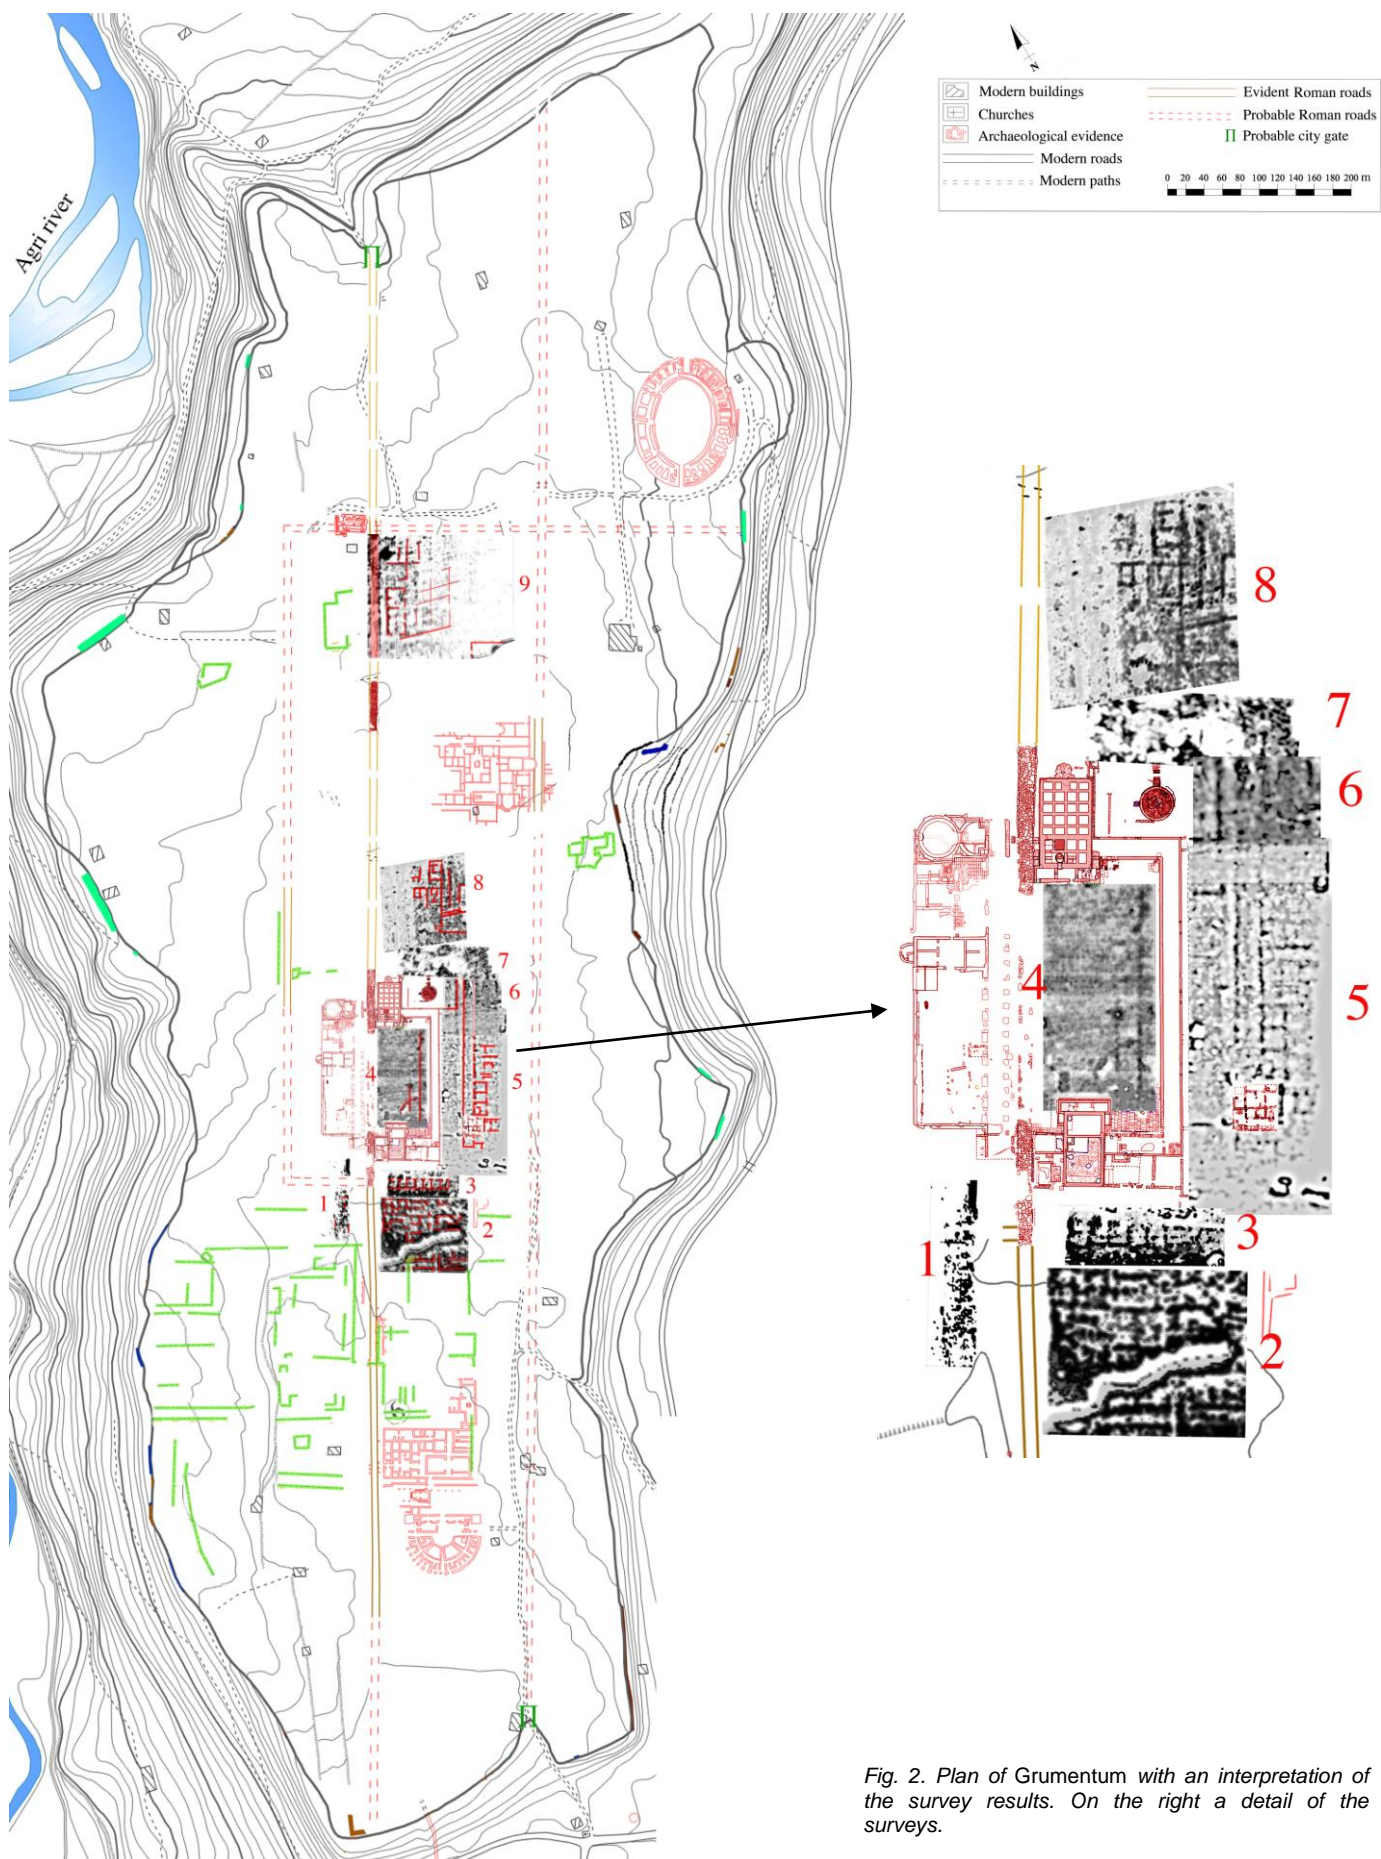 Agri river
N
Modern buildings
Churches
Archaeological evidence
Modern roads
Modern paths
Evident Roman roads
Probable Roman roads
Π Probable city gate
0 20 40 60 80 100 120 140 160 180 200 m
Π
9
8
7
6
5
4
3
2
1
Π
8
7
6
5
4
3
2
1
Fig. 2. Plan of Grumentum with an interpretation of
the survey results. On the right a detail of the
surveys.